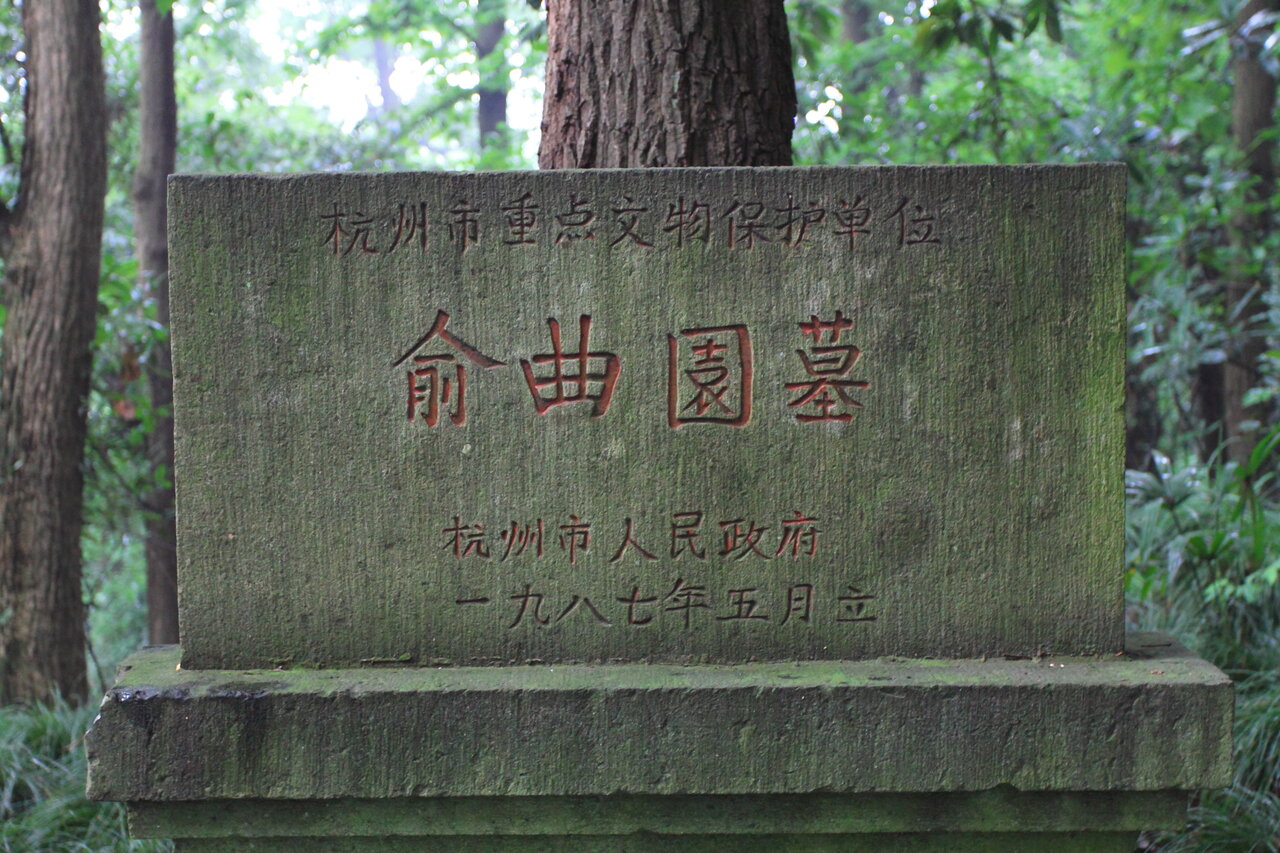 杭州市重点文物保护单位
俞曲園墓
杭州市人民政府
一九八七年五月立